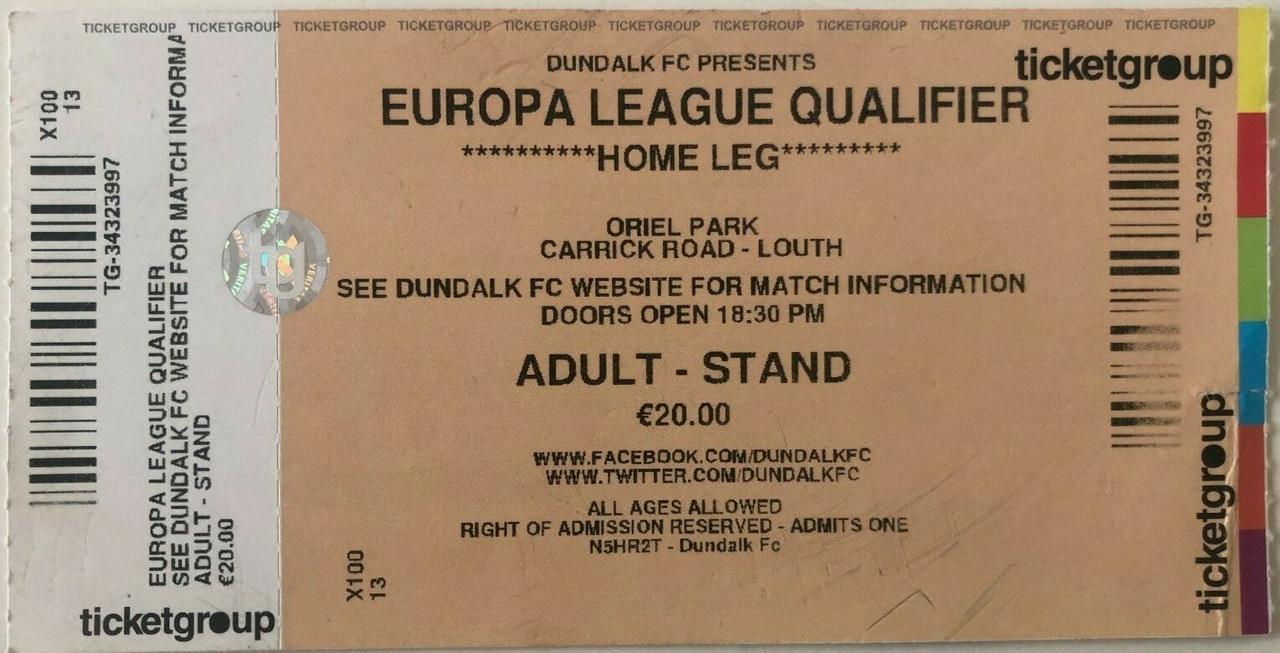 TICKETGROUP TICKETGROUP TICKETGROUP TICKETGROUP TICKETGROUP TICKETGROUP TICKETGROUP TICKETGROUP TICKETGROUP TICKETGROUP TICKETGROUP
X100
13
TG-34323997
EUROPA LEAGUE QUALIFIER
SEE DUNDALK FC WEBSITE FOR MATCH INFORMA
ADULT - STAND
€20.00
ticketgroup
DUNDALK FC PRESENTS
ticketgroup
EUROPA LEAGUE QUALIFIER
**********HOME LEG*********
ORIEL PARK
CARRICK ROAD - LOUTH
SEE DUNDALK FC WEBSITE FOR MATCH INFORMATION
DOORS OPEN 18:30 PM
ADULT - STAND
€20.00
WWW.FACEBOOK.COM/DUNDALKFC
WWW.TWITTER.COM/DUNDALKFC
ALL AGES ALLOWED
RIGHT OF ADMISSION RESERVED - ADMITS ONE
N5HR2T - Dundalk Fc
X100
13
TG-34323997
ticketgroup